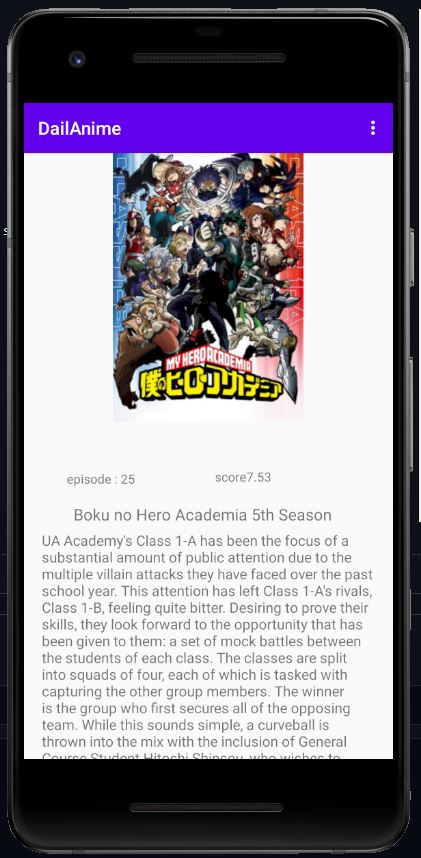 DailAnime
CLASS 1-A
MY HERO ACADEMIA
僕のヒーローアカデミア
episode : 25
score7.53
Boku no Hero Academia 5th Season
UA Academy's Class 1-A has been the focus of a
substantial amount of public attention due to the
multiple villain attacks they have faced over the past
school year. This attention has left Class 1-A's rivals,
Class 1-B, feeling quite bitter. Desiring to prove their
skills, they look forward to the opportunity that has
been given to them: a set of mock battles between
the students of each class. The classes are split
into squads of four, each of which is tasked with
capturing the other group members. The winner
is the group who first secures all of the opposing
team. While this sounds simple, a curveball is
thrown into the mix with the inclusion of General
Course Student Hitoshi Shinsou, who wishes to